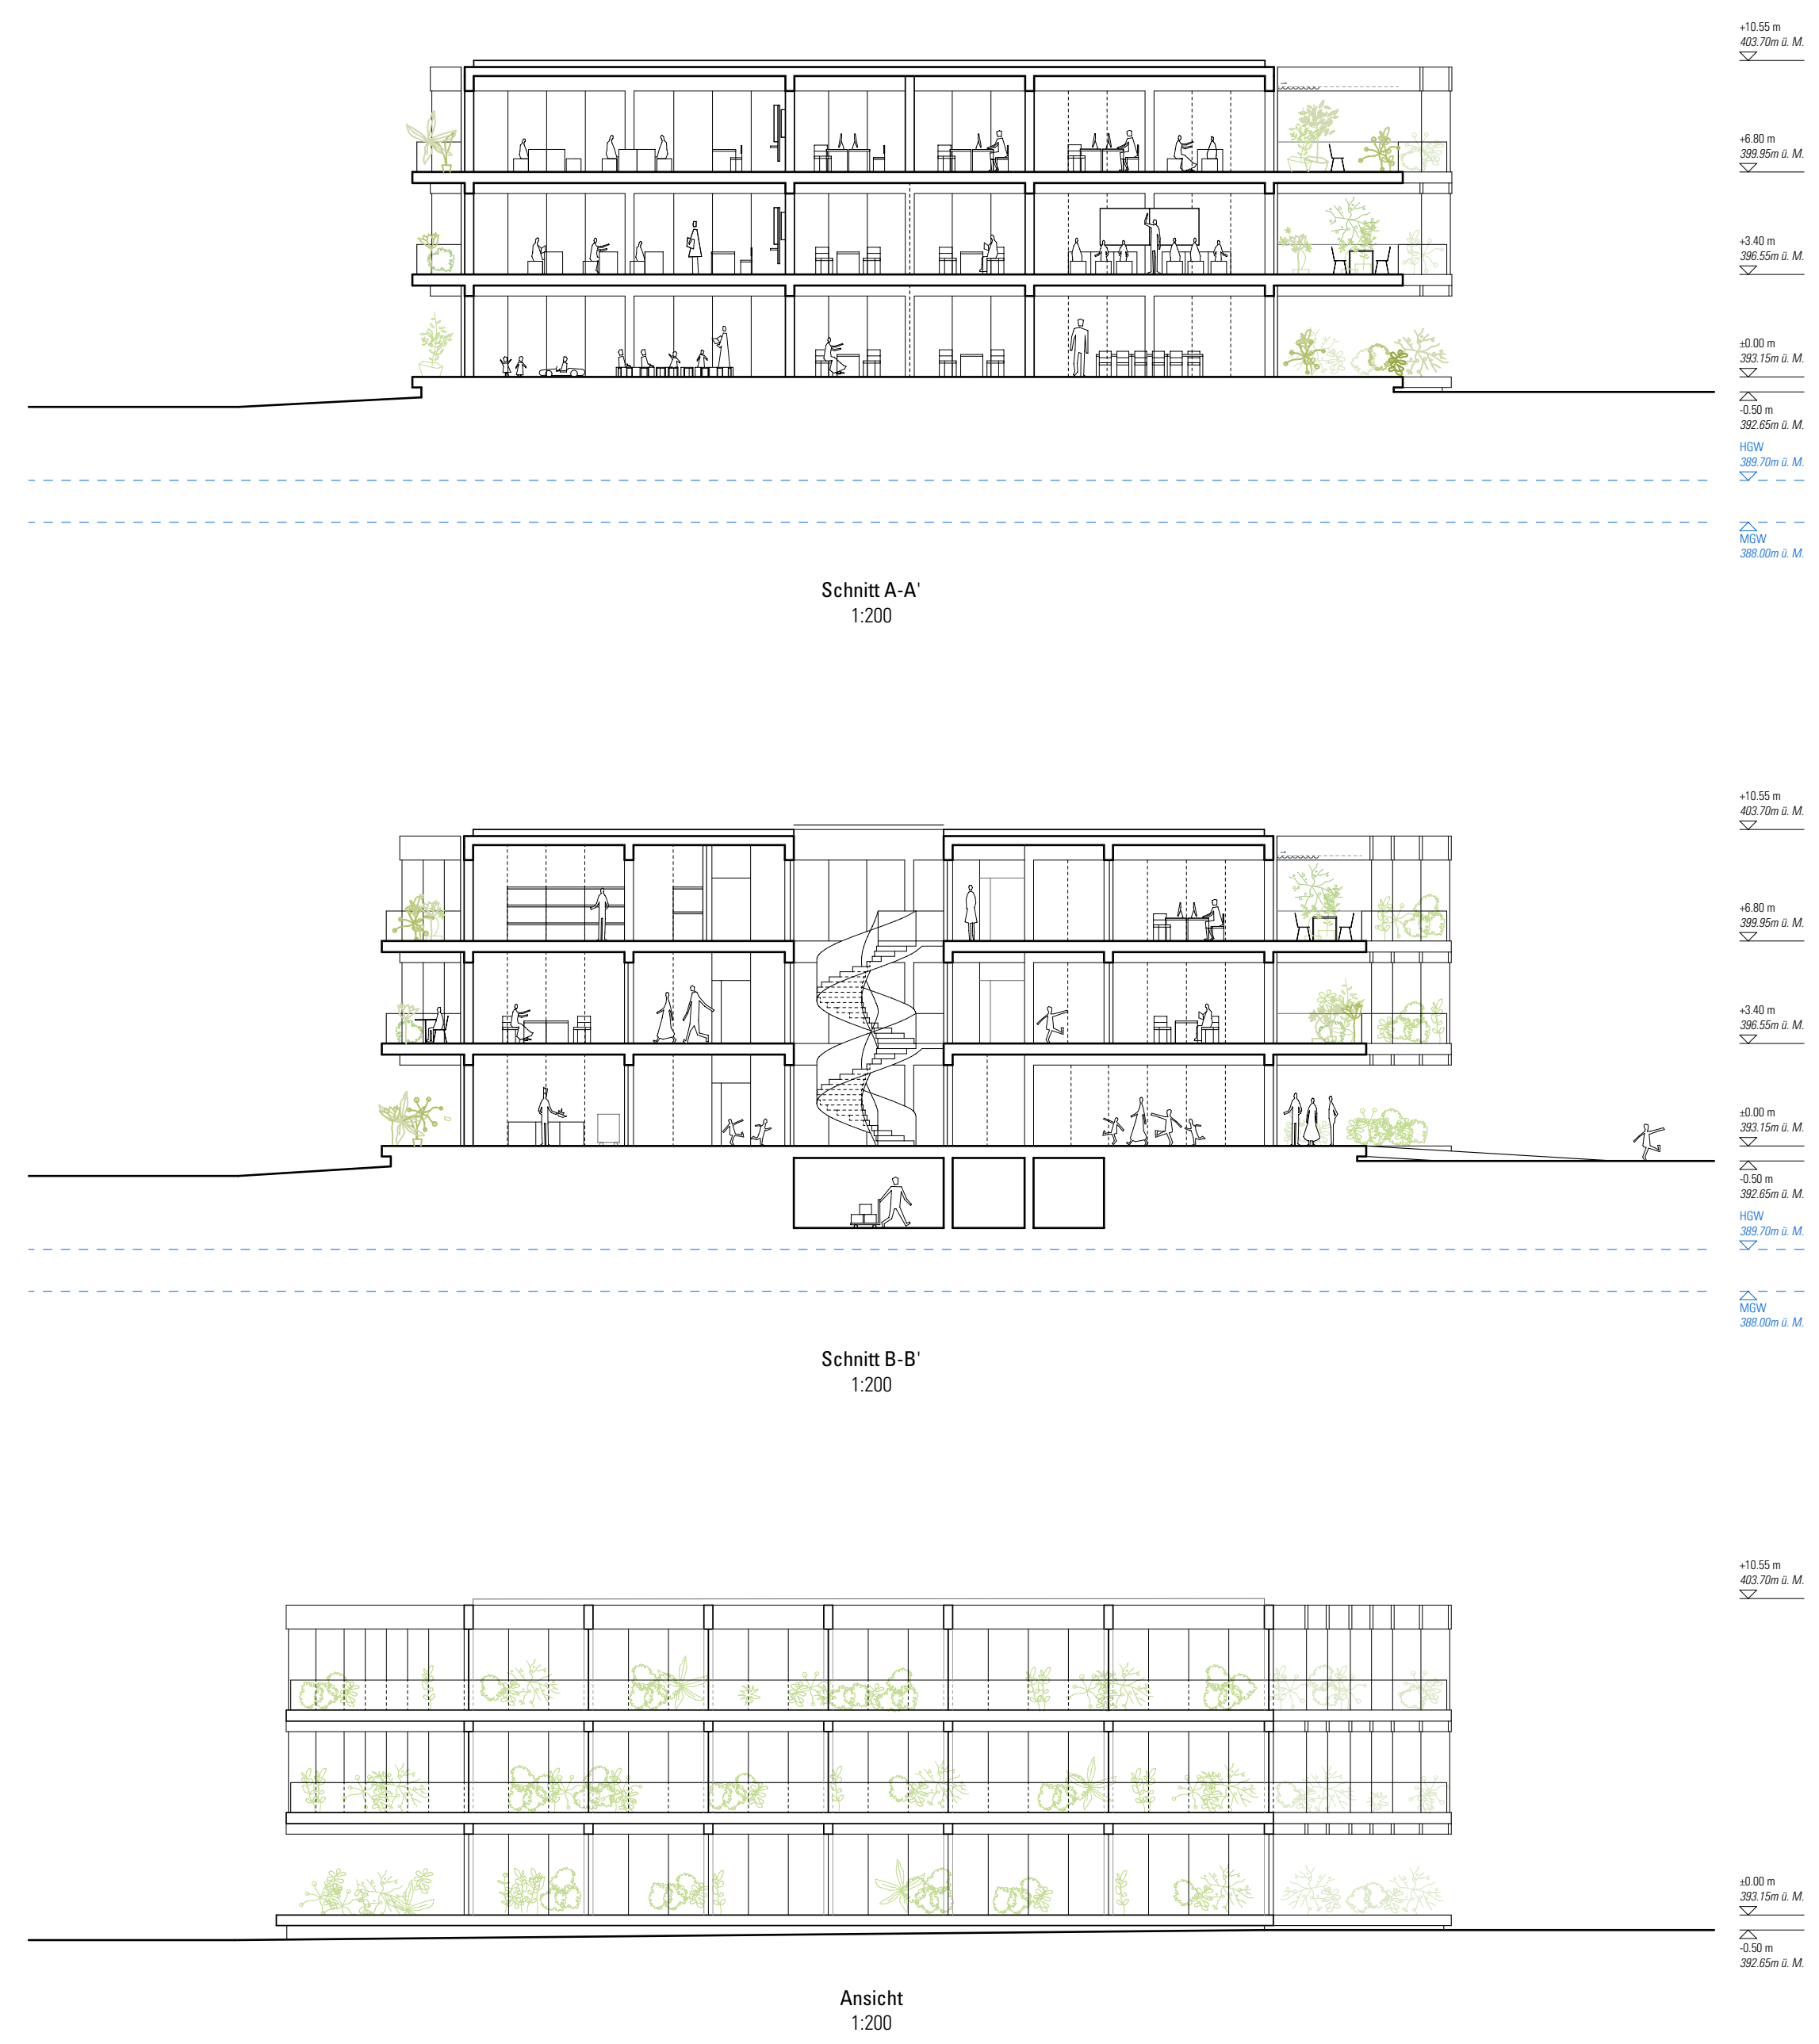 +10.55 m
403.70m ü. M.
+6.80 m
399.95m ü. M.
+3.40 m
396.55m ü. M.
±0.00 m
393.15m ü. M.
-0.50 m
392.65m ü. M.
HGW
389.70m ü. M.
MGW
388.00m ü. M.
Schnitt A-A'
1:200
+10.55 m
403.70m ü. M.
+6.80 m
399.95m ü. M.
+3.40 m
396.55m ü. M.
±0.00 m
393.15m ü. M.
-0.50 m
392.65m ü. M.
HGW
389.70m ü. M.
MGW
388.00m ü. M.
Schnitt B-B'
1:200
+10.55 m
403.70m ü. M.
±0.00 m
393.15m ü. M.
-0.50 m
392.65m ü. M.
Ansicht
1:200